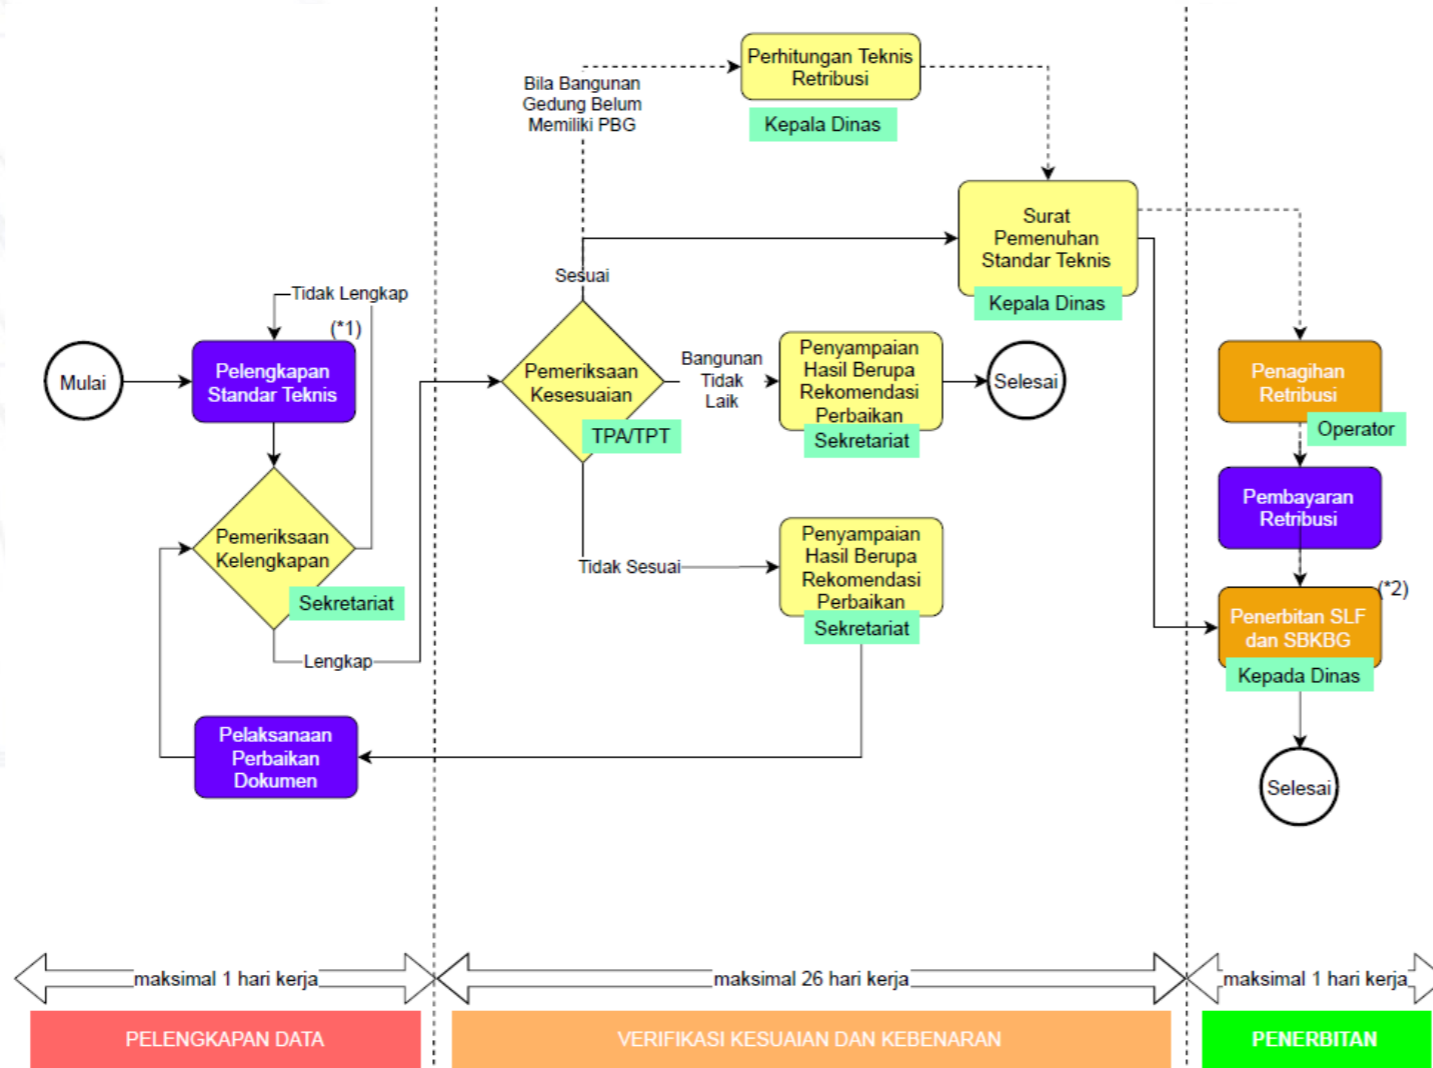 Mulai
Tidak Lengkap
(*1)
Pelengkapan
Standar Teknis
Pemeriksaan
Kelengkapan
Sekretariat
Lengkap
Pelaksanaan
Perbaikan
Dokumen
Bila Bangunan
Gedung Belum
Memiliki PBG
Perhitungan Teknis
Retribusi
Kepala Dinas
Sesuai
Surat
Pemenuhan
Standar Teknis
Kepala Dinas
Pemeriksaan
Kesesuaian
TPA/TPT
Bangunan
Tidak
Laik
Penyampaian
Hasil Berupa
Rekomendasi
Perbaikan
Sekretariat
Selesai
Tidak Sesuai
Penyampaian
Hasil Berupa
Rekomendasi
Perbaikan
Sekretariat
Penagihan
Retribusi
Operator
Pembayaran
Retribusi
(*2)
Penerbitan SLF
dan SBKBG
Kepada Dinas
Selesai
maksimal 1 hari kerja
maksimal 26 hari kerja
maksimal 1 hari kerja
PELENGKAPAN DATA
VERIFIKASI KESUAIAN DAN KEBENARAN
PENERBITAN